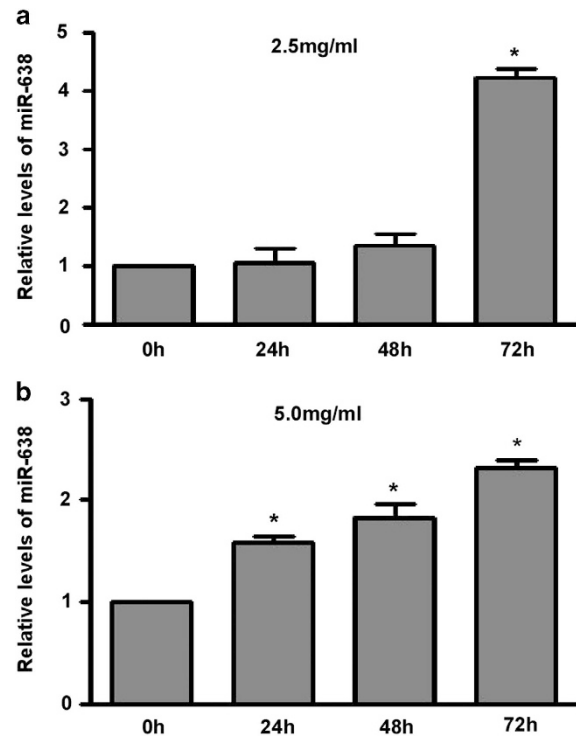 a
2.5mg/ml
Relative levels of miR-638
5
4
3
2
1
0
*
0h 24h 48h 72h
b
5.0mg/ml
Relative levels of miR-638
3
2
1
0
* * *
0h 24h 48h 72h